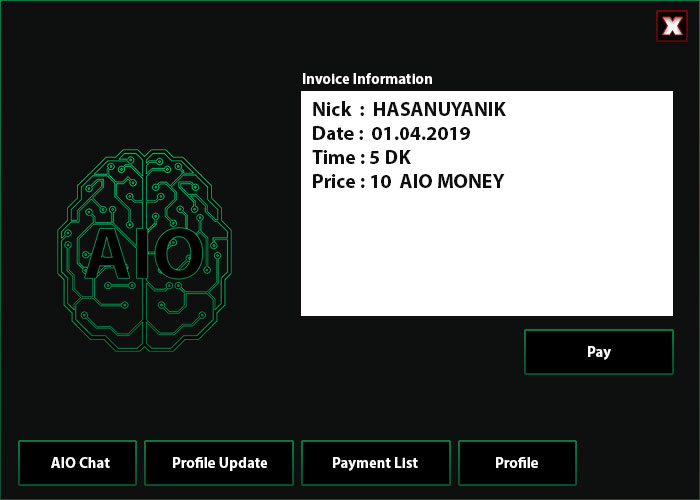 X
Invoice Information
Nick : HASANUYANIK
Date : 01.04.2019
Time : 5 DK
Price : 10 AIO MONEY
AIO
Pay
AIO Chat
Profile Update
Payment List
Profile